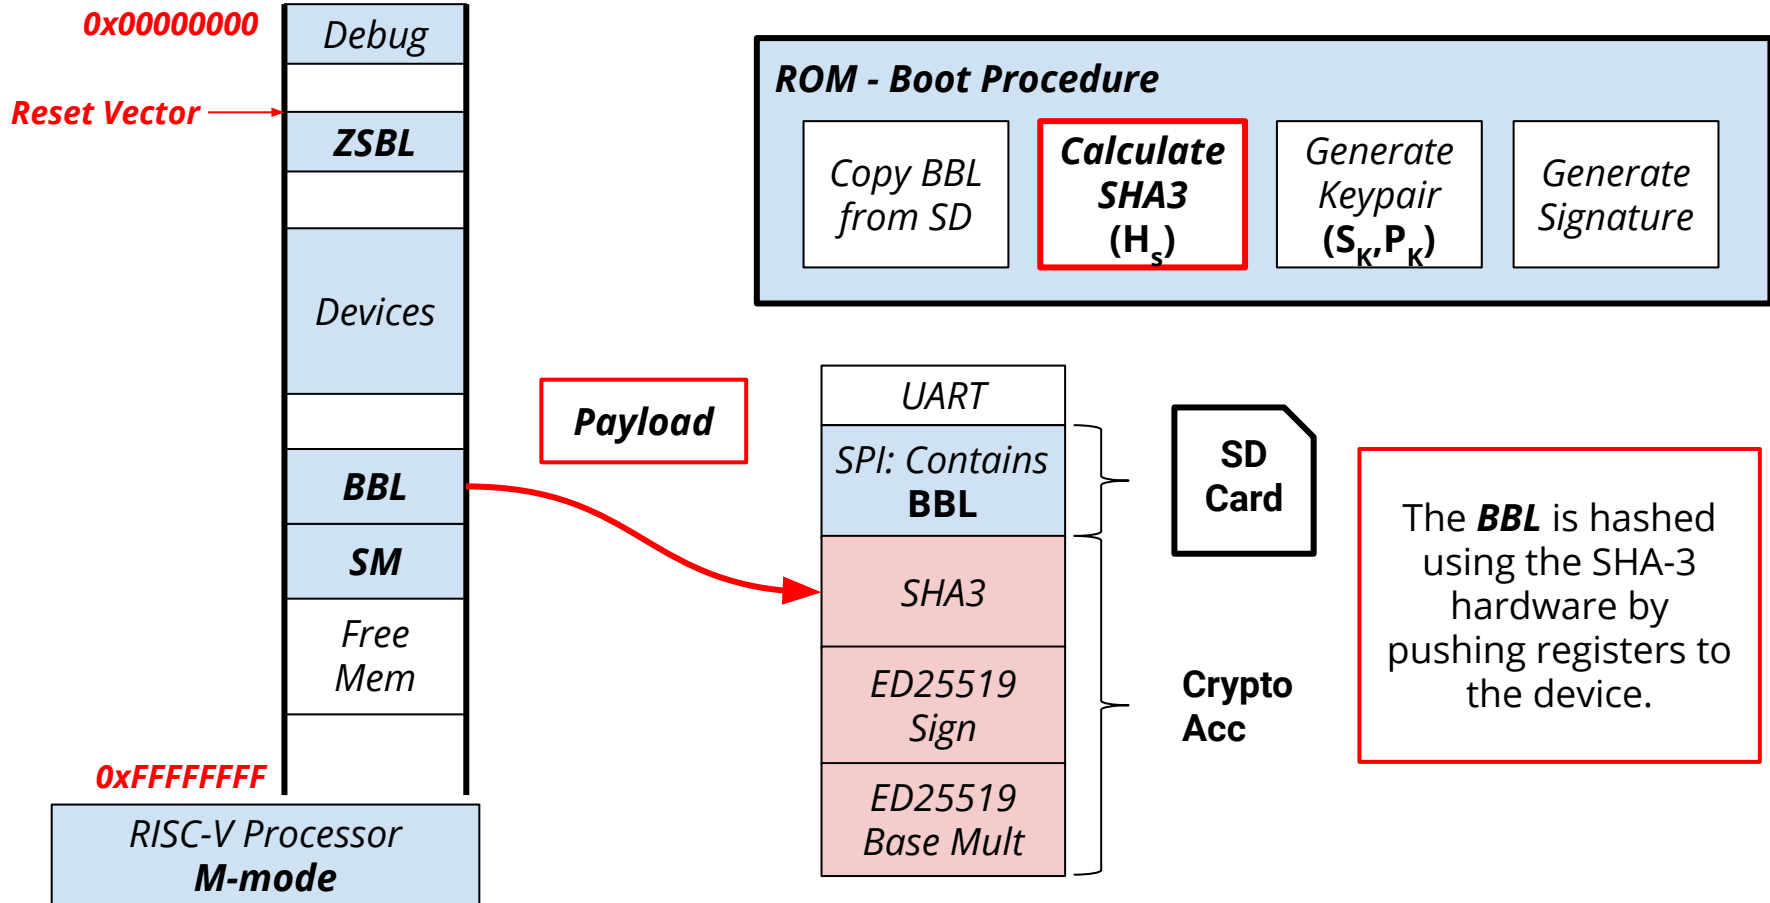 0x00000000
Debug
Reset Vector
ZSBL
Devices
BBL
SM
Free
Mem
0xFFFFFFFF
RISC-V Processor
M-mode
ROM - Boot Procedure
Copy BBL
from SD
Calculate
SHA3
(Hs)
Generate
Keypair
(SK,PK)
Generate
Signature
Payload
UART
SPI: Contains
BBL
SHA3
ED25519
Sign
ED25519
Base Mult
SD
Card
Crypto
Acc
The BBL is hashed
using the SHA-3
hardware by
pushing registers to
the device.